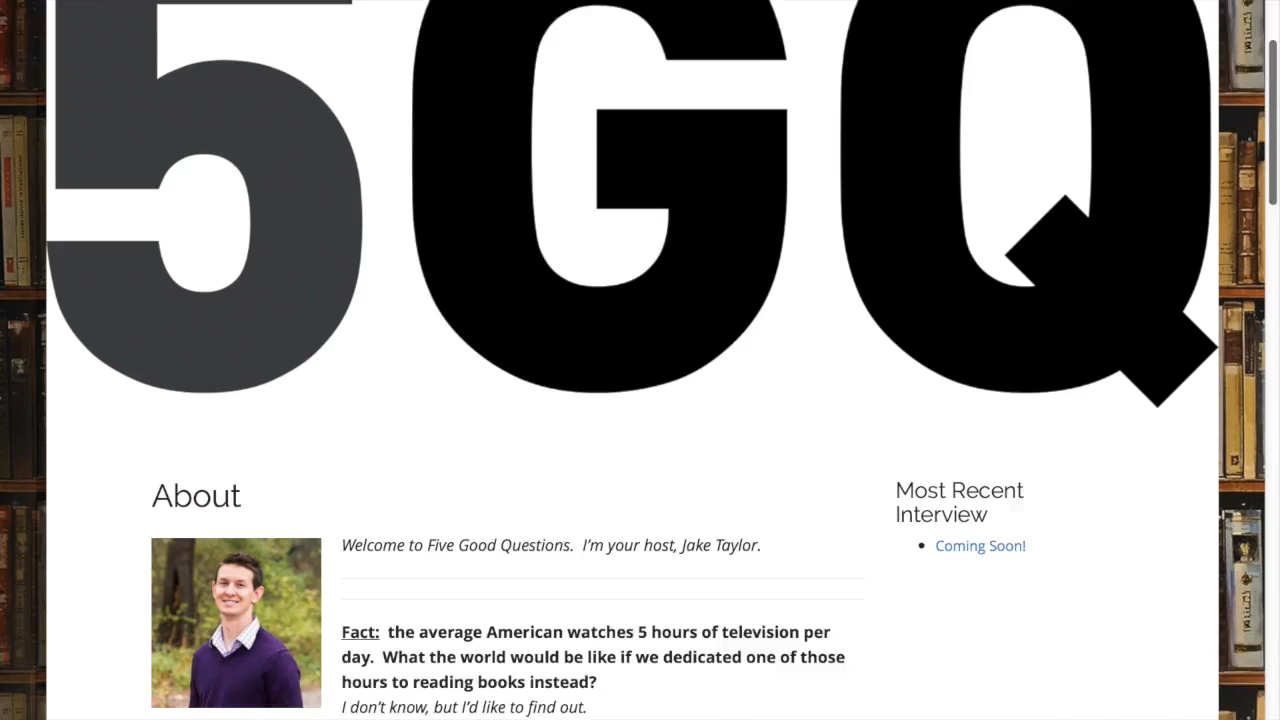 5GQ
About
Welcome to Five Good Questions.  I'm your host, Jake Taylor.
Fact:  the average American watches 5 hours of television per
day.  What the world would be like if we dedicated one of those
hours to reading books instead?
I don't know, but I'd like to find out.
Most Recent
Interview
Coming Soon!